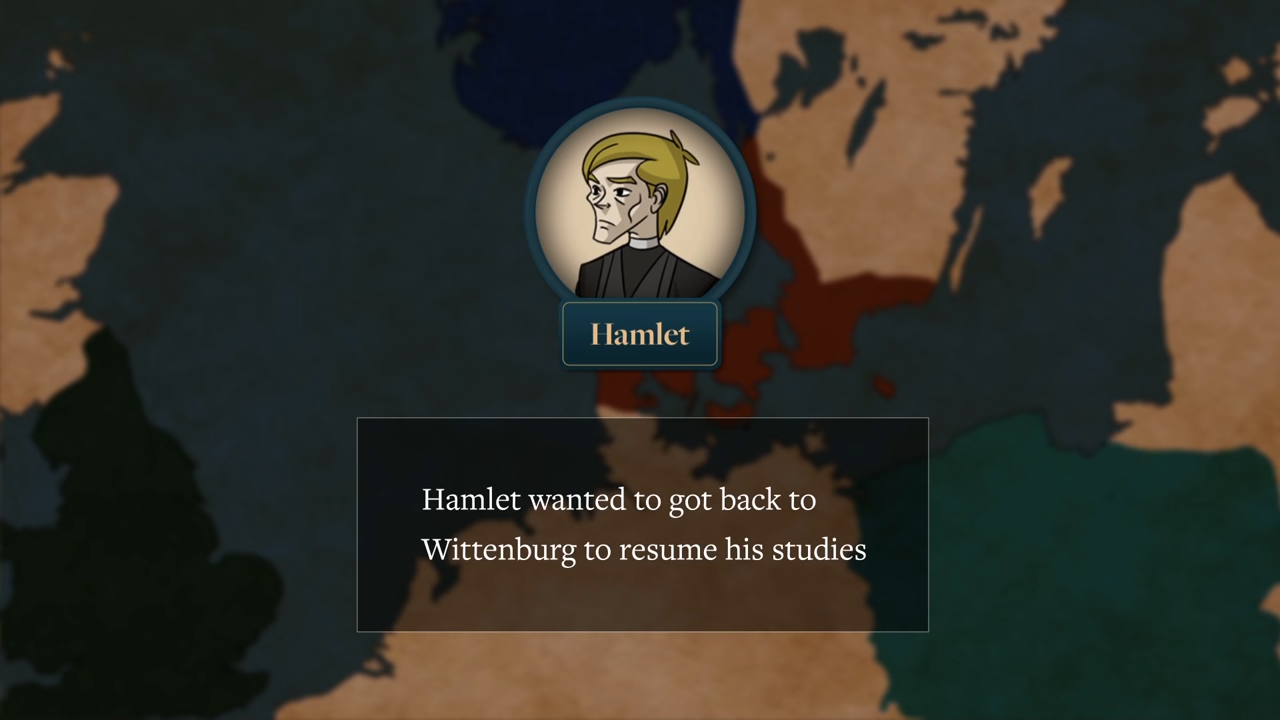 Hamlet
Hamlet wanted to got back to
Wittenburg to resume his studies